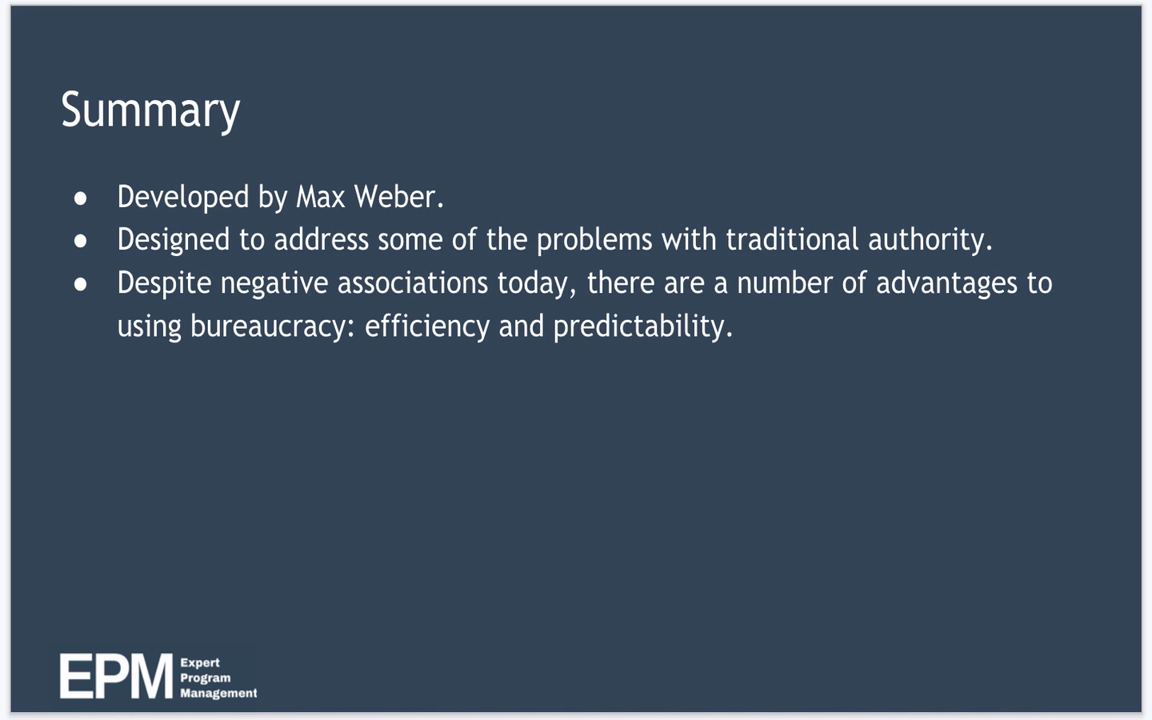 Summary
● Developed by Max Weber.
● Designed to address some of the problems with traditional authority.
● Despite negative associations today, there are a number of advantages to
using bureaucracy: efficiency and predictability.
EPM
Expert
Program
Management